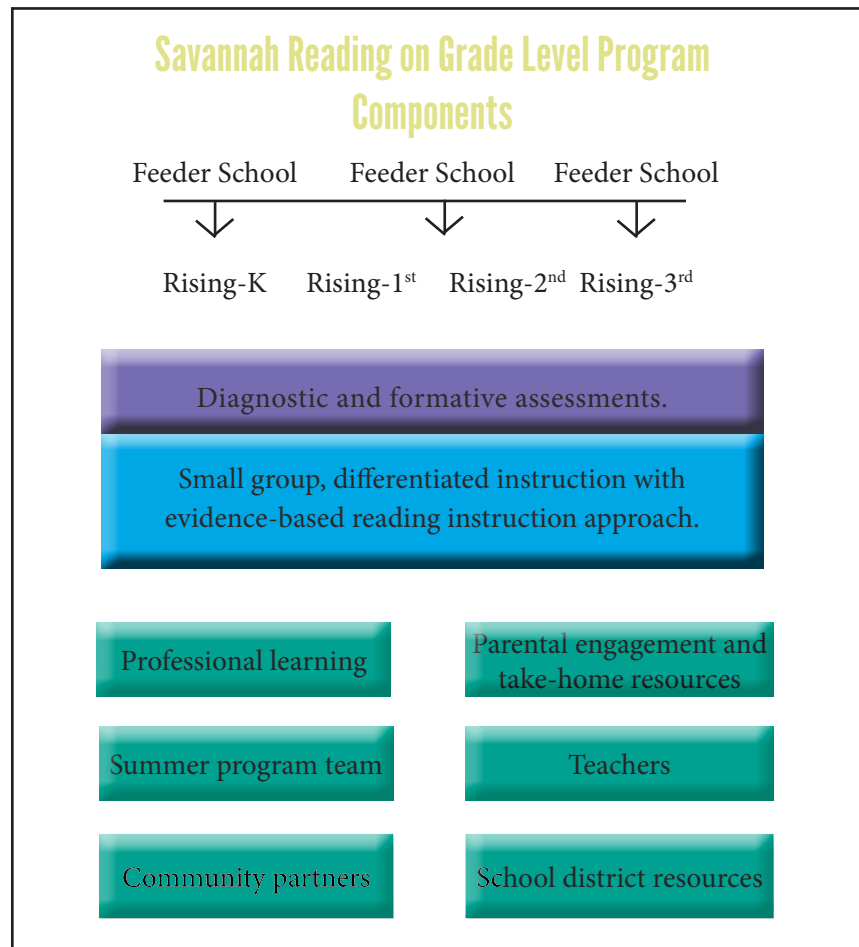 Savannah Reading on Grade Level Program
Components
Feeder School Feeder School Feeder School
Rising-K Rising-1st Rising-2nd Rising-3rd
Diagnostic and formative assessments.
Small group, differentiated instruction with
evidence-based reading instruction approach.
Professional learning
Parental engagement and
take-home resources
Summer program team
Teachers
Community partners
School district resources